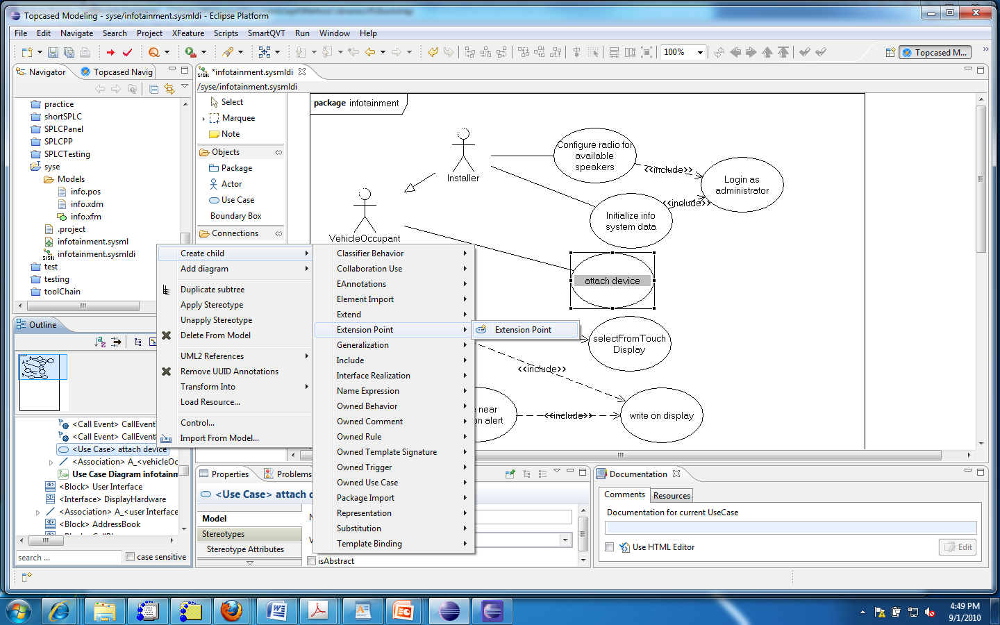 Topcased Modeling - syse/infotainment.sysmldi - Eclipse Platform
File Edit Navigate Search Project XFeature Scripts SmartQVT Run Window Help
100%
Topcased M...
Navigator
Topcased Navig
*infotainment.sysmldi
/syse/infotainment.sysmldi
practice
shortSPLC
SPLCPanel
SPLCPP
SPLCTesting
syse
Models
info.pos
info.xdm
info.xfm
.project
infotainment.sysml
infotainment.sysmldi
test
testing
toolChain
Select
Marquee
Note
Objects
Package
Actor
Use Case
Boundary Box
Connections
package infotainment
Installer
VehicleOccupant
Configure radio for
available
speakers
<<include>>
Login as
administrator
<<include>>
Initialize info
system data
attach device
selectFromTouch
Display
<<include>>
near
on alert
<<include>>
write on display
Create child
Add diagram
Duplicate subtree
Apply Stereotype
Unapply Stereotype
Delete From Model
UML2 References
Remove UUID Annotations
Transform Into
Load Resource...
Control...
Import From Model...
Classifier Behavior
Collaboration Use
EAnnotations
Element Import
Extend
Extension Point
Generalization
Include
Interface Realization
Name Expression
Owned Behavior
Owned Comment
Owned Rule
Owned Template Signature
Owned Trigger
Owned Use Case
Package Import
Representation
Substitution
Template Binding
Extension Point
Outline
<Call Event> CallEvent
<Call Event> CallEvent
<Use Case> attach device
<Association> A_<vehicleOc
Use Case Diagram infotainm
<Block> User Interface
<Interface> DisplayHardware
<Association> A_<user Interface
<Block> AddressBook
search ...
case sensitive
Properties
Problems
<Use Case> attach d
Model
Stereotypes
Stereotype Attributes
isAbstract
Documentation
Comments
Resources
Documentation for current UseCase
Use HTML Editor
Edit
4:49 PM
9/1/2010